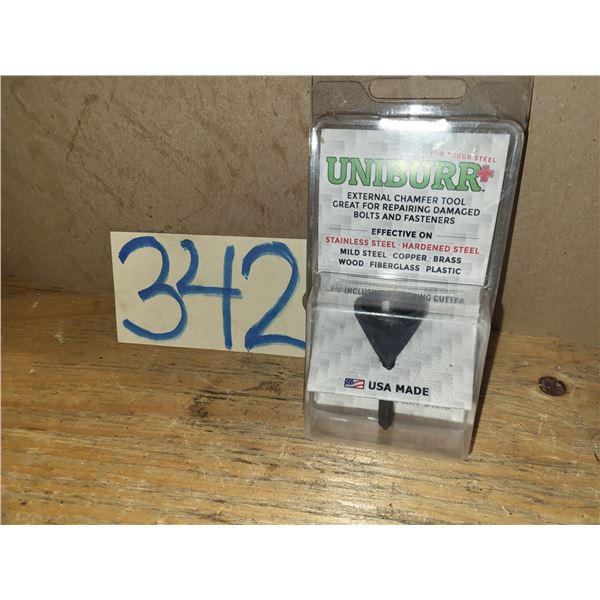 FOR TOUGH STEEL
UNIBURR+
EXTERNAL CHAMFER TOOL
GREAT FOR REPAIRING DAMAGED
BOLTS AND FASTENERS
EFFECTIVE ON
STAINLESS STEEL · HARDENED STEEL
MILD STEEL · COPPER · BRASS
WOOD · FIBERGLASS · PLASTIC
CUTTER
USA MADE
342